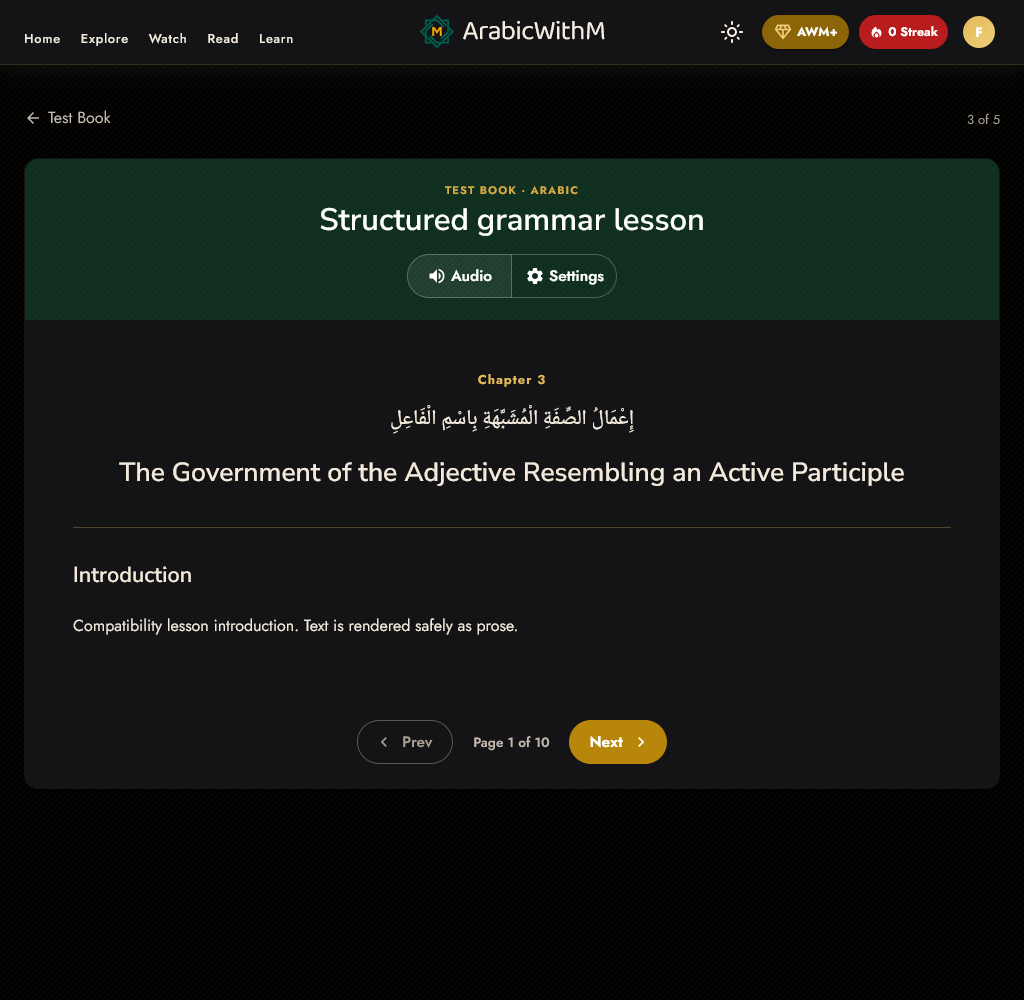 Home Explore Watch Read Learn
M ArabicWithM
AWM+ 0 Streak F
Test Book
3 of 5
TEST BOOK · ARABIC
Structured grammar lesson
Audio Settings
Chapter 3
إِعْمَالُ الصِّفَةِ الْمُشَبَّهَةِ بِاسْمِ الْفَاعِلِ
The Government of the Adjective Resembling an Active Participle
Introduction
Compatibility lesson introduction. Text is rendered safely as prose.
Prev Page 1 of 10 Next